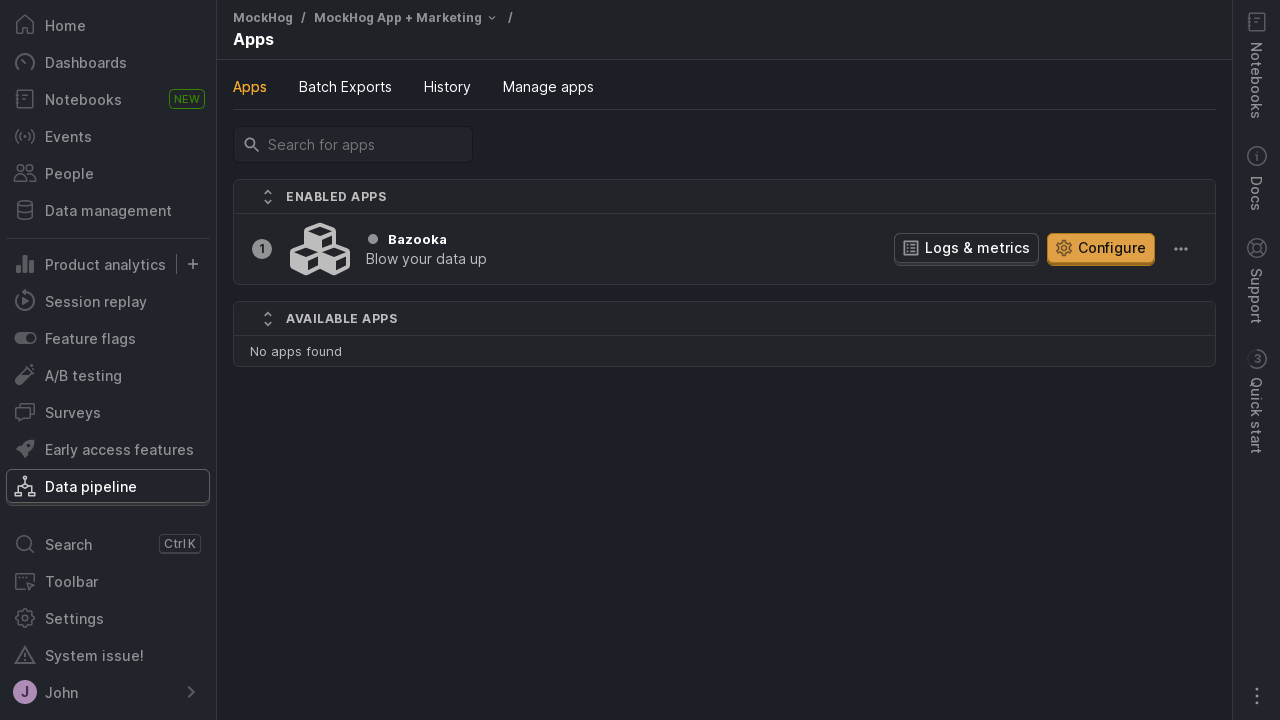 Home
Dashboards
Notebooks NEW
Events
People
Data management
Product analytics
Session replay
Feature flags
A/B testing
Surveys
Early access features
Data pipeline
Search Ctrl K
Toolbar
Settings
System issue!
J John
MockHog / MockHog App + Marketing /
Apps
Apps Batch Exports History Manage apps
Search for apps
ENABLED APPS
1 Bazooka
Blow your data up
Logs & metrics Configure
AVAILABLE APPS
No apps found
Notebooks
Docs
Support
3 Quick start